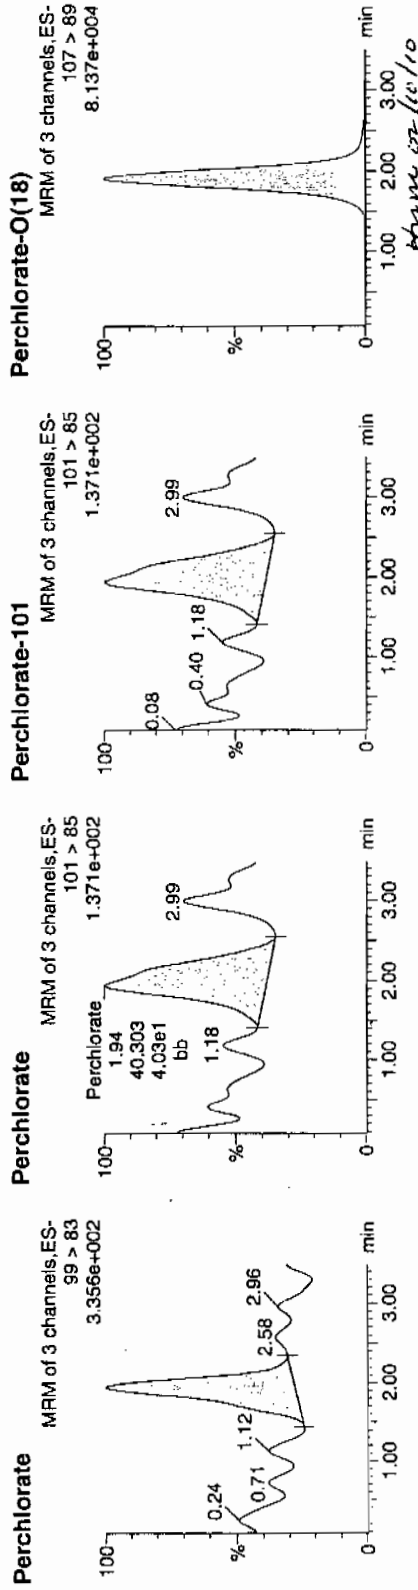 Perchlorate
MRM of 3 channels,ES-
99 > 83
3.356e+002
100
%
0
0.24
0.71
1.12
2.58
2.96
1.00
2.00
3.00
min
Perchlorate
MRM of 3 channels,ES-
101 > 85
1.371e+002
100
%
0
Perchlorate
1.94
40.303
4.03e1
bb
1.18
2.99
1.00
2.00
3.00
min
Perchlorate-101
MRM of 3 channels,ES-
101 > 85
1.371e+002
100
%
0
0.08
0.40
1.18
2.99
1.00
2.00
3.00
min
Perchlorate-O(18)
MRM of 3 channels,ES-
107 > 89
8.137e+004
100
%
0
1.00
2.00
3.00
min